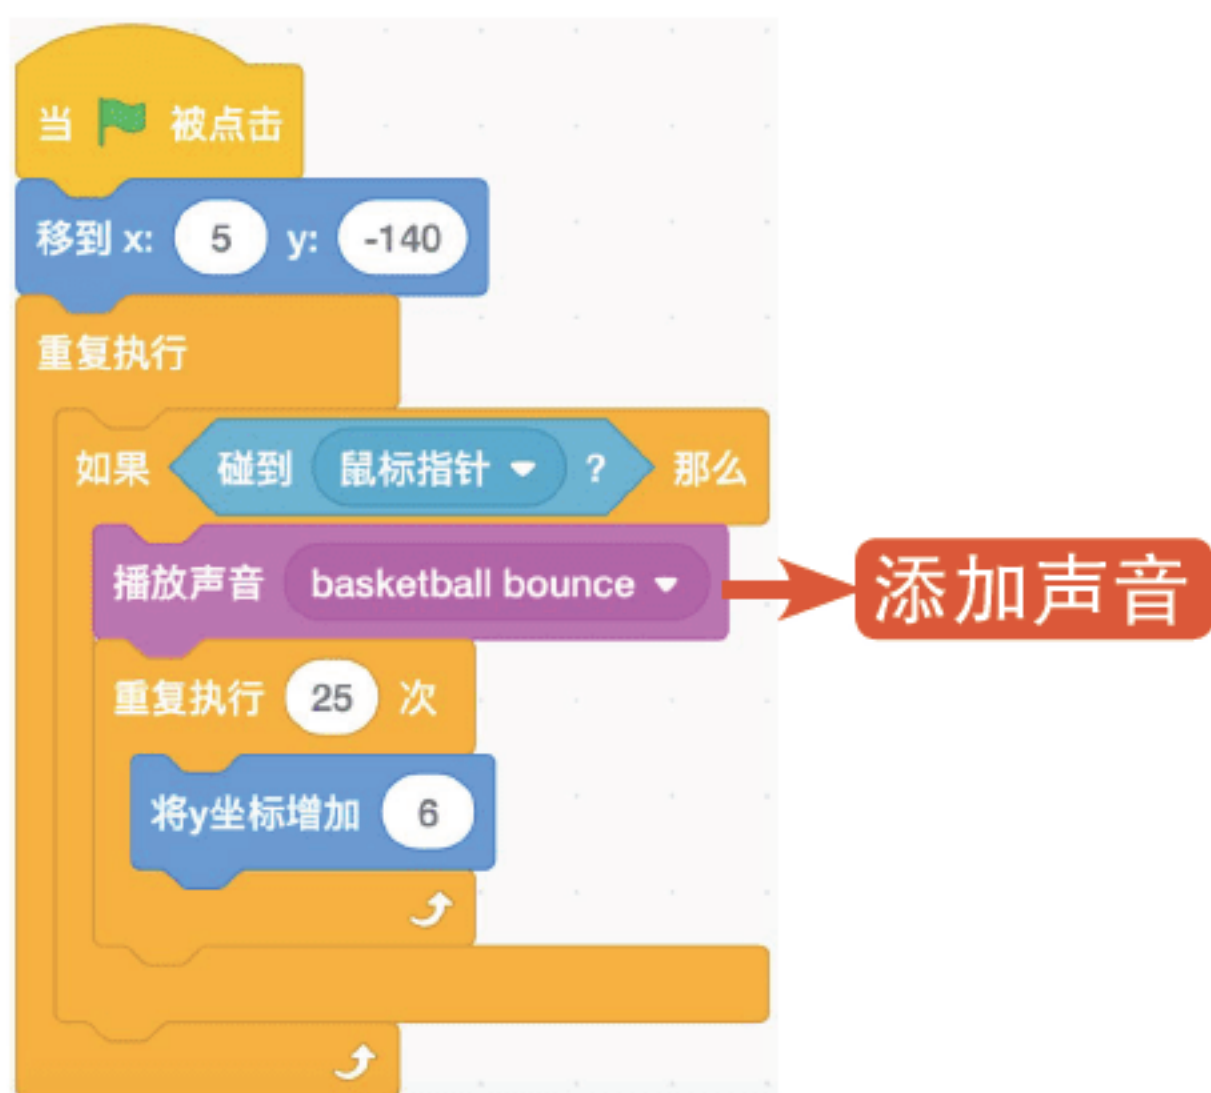 当 被点击
移到 x: 5 y: -140
重复执行
如果 碰到 鼠标指针 ? 那么
播放声音 basketball bounce
添加声音
重复执行 25 次
将y坐标增加 6